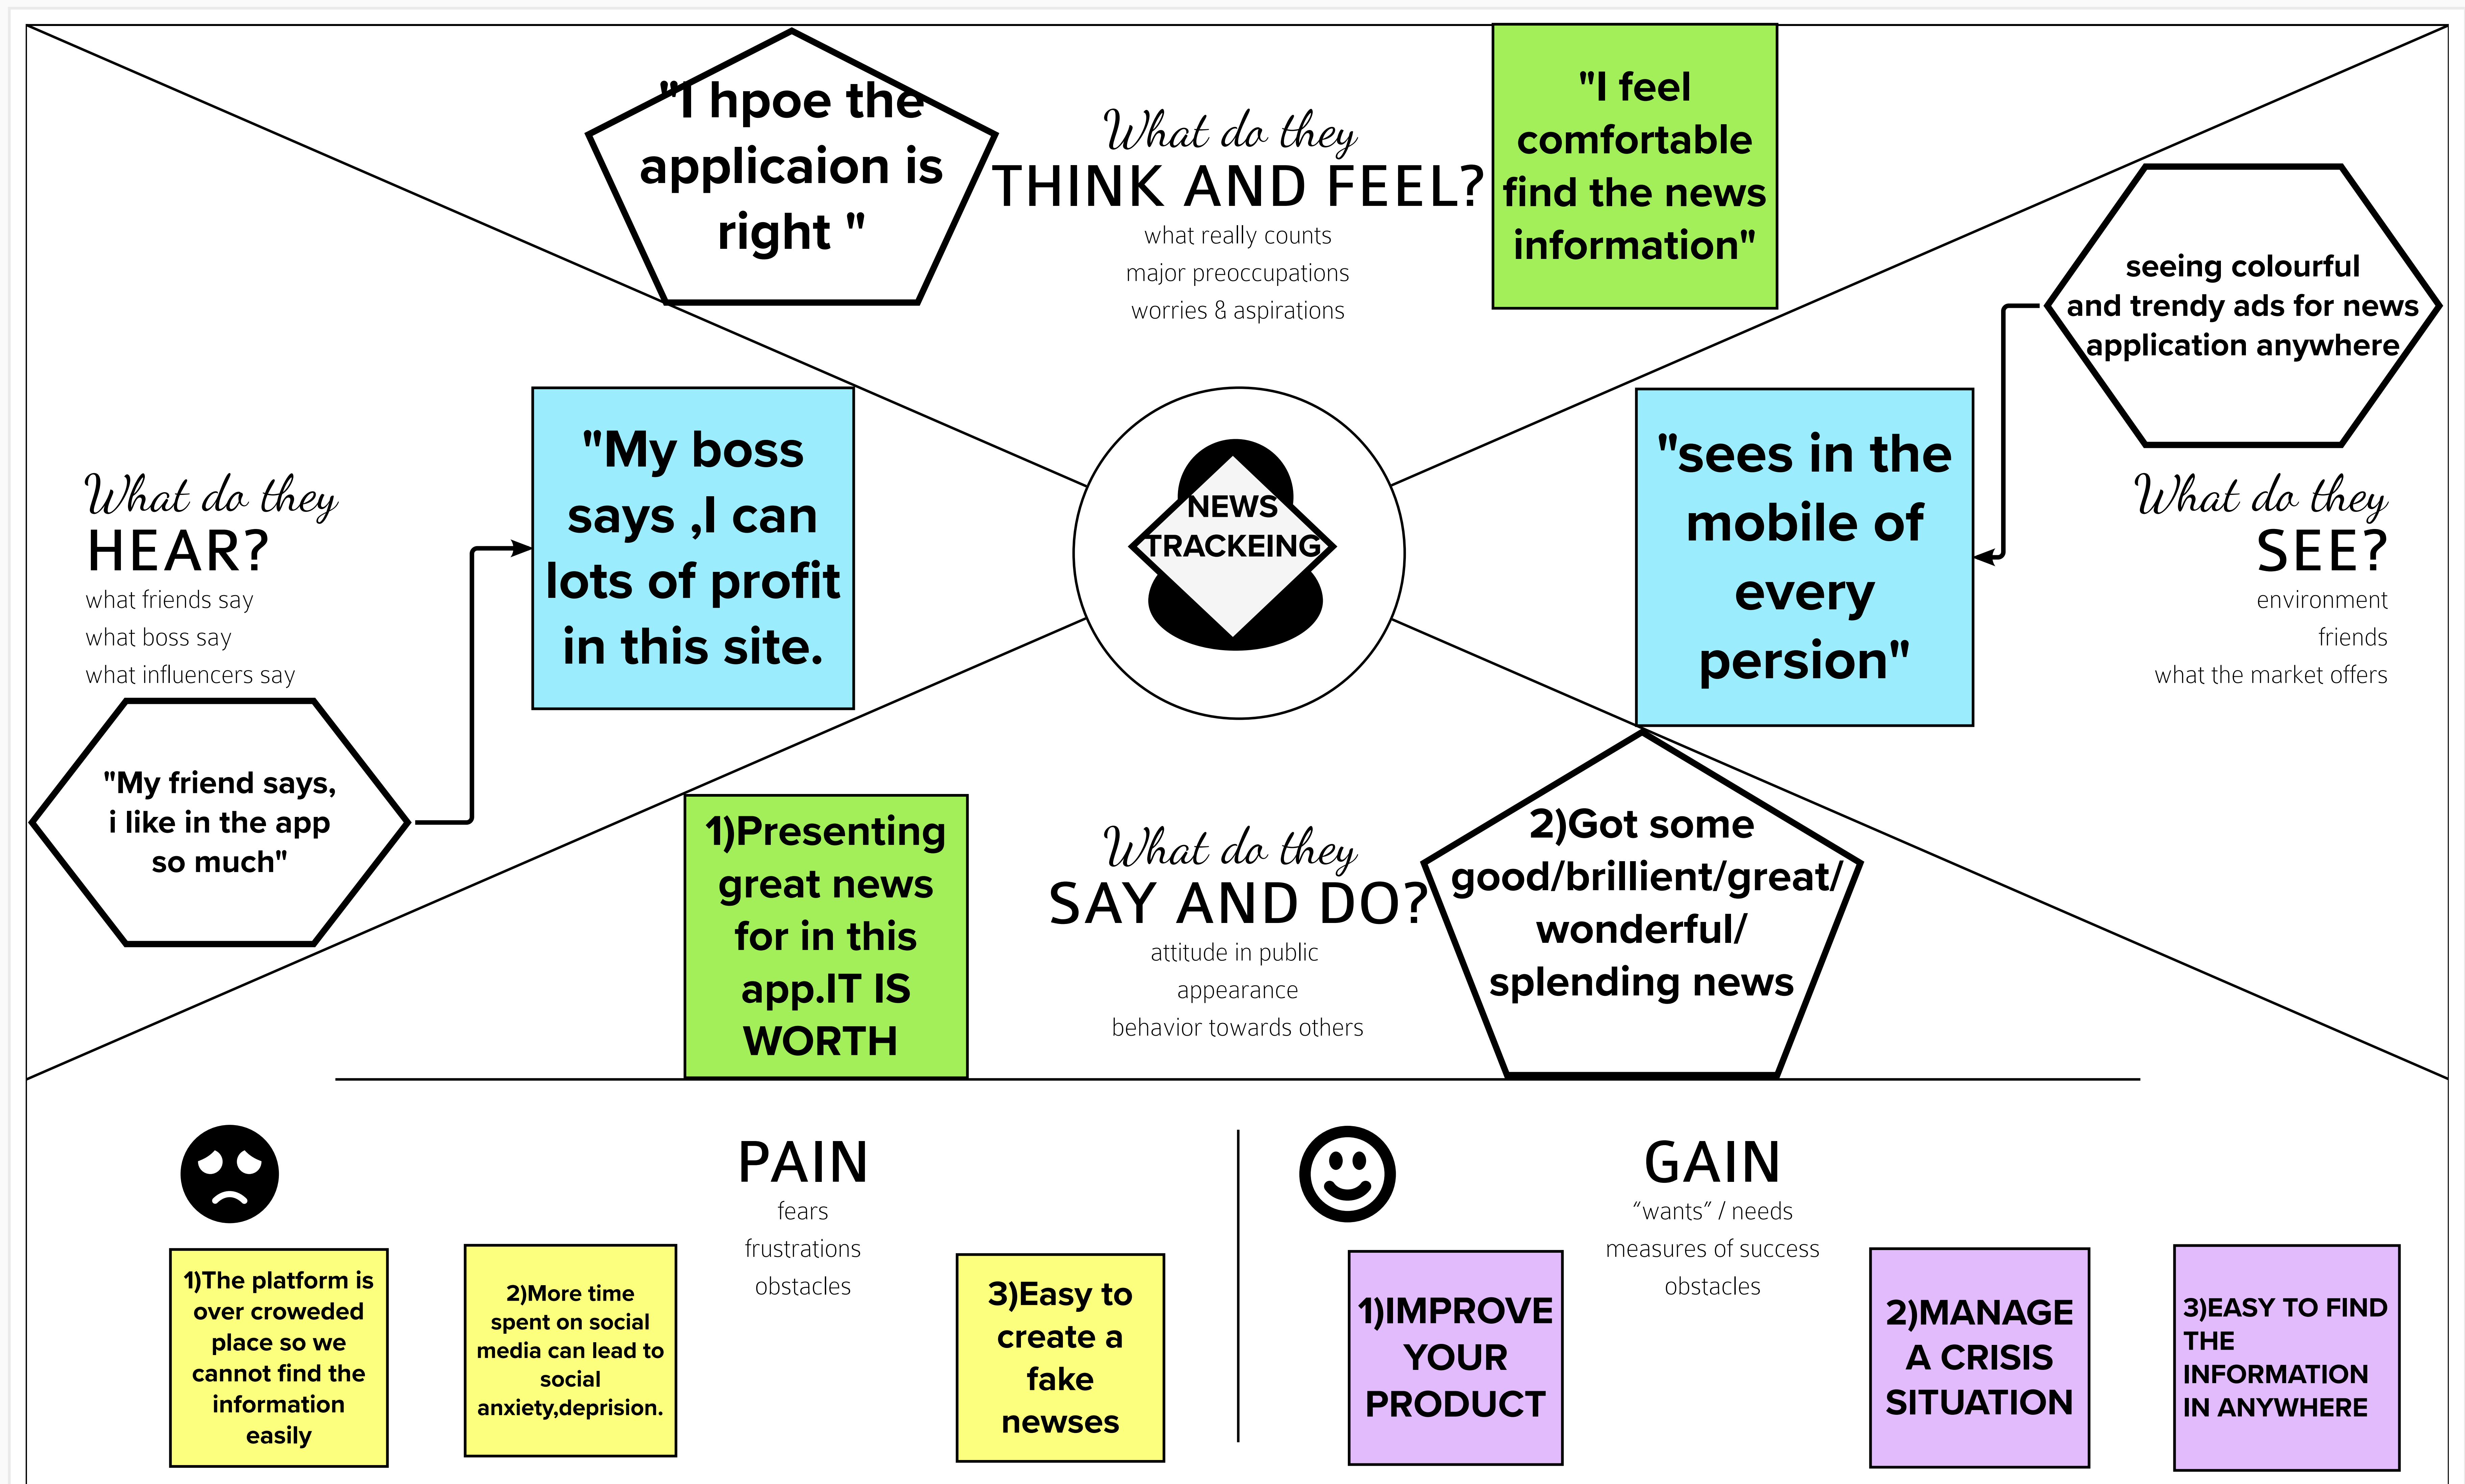 "I hpoe the
applicaion is
right "
What do they
THINK AND FEEL?
what really counts
major preoccupations
worries & aspirations
"I feel
comfortable
find the news
information"
seeing colourful
and trendy ads for news
application anywhere
What do they
HEAR?
what friends say
what boss say
what influencers say
"My boss
says ,I can
lots of profit
in this site.
NEWS
TRACKEING
"sees in the
mobile of
every
persion"
What do they
SEE?
environment
friends
what the market offers
"My friend says,
i like in the app
so much"
1)Presenting
great news
for in this
app.IT IS
WORTH
What do they
SAY AND DO?
attitude in public
appearance
behavior towards others
2)Got some
good/brillient/great/
wonderful/
splending news
PAIN
fears
frustrations
obstacles
1)The platform is
over croweded
place so we
cannot find the
information
easily
2)More time
spent on social
media can lead to
social
anxiety,deprision.
3)Easy to
create a
fake
newses
GAIN
“wants” / needs
measures of success
obstacles
1)IMPROVE
YOUR
PRODUCT
2)MANAGE
A CRISIS
SITUATION
3)EASY TO FIND
THE
INFORMATION
IN ANYWHERE